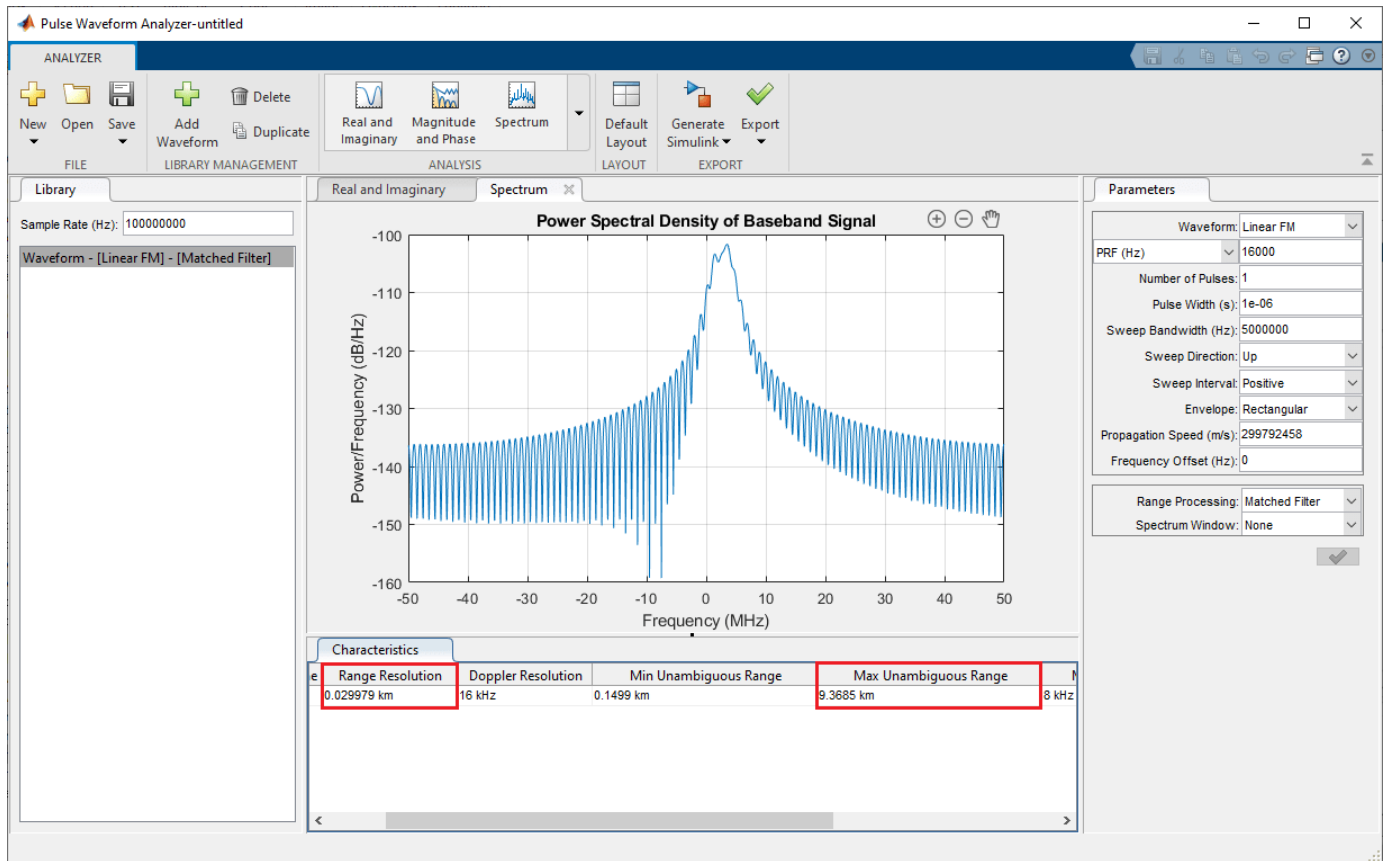 Pulse Waveform Analyzer-untitled
ANALYZER
New Open Save
Add Waveform
Delete
Duplicate
Real and Imaginary
Magnitude and Phase
Spectrum
Default Layout
Generate Simulink
Export
FILE LIBRARY MANAGEMENT ANALYSIS LAYOUT EXPORT
Library
Sample Rate (Hz): 100000000
Waveform - [Linear FM] - [Matched Filter]
Real and Imaginary Spectrum
Power Spectral Density of Baseband Signal
Power/Frequency (dB/Hz)
-100
-110
-120
-130
-140
-150
-160
-50 -40 -30 -20 -10 0 10 20 30 40 50
Frequency (MHz)
Characteristics
e Range Resolution Doppler Resolution Min Unambiguous Range Max Unambiguous Range
0.029979 km 16 kHz 0.1499 km 9.3685 km 8 kHz
Parameters
Waveform: Linear FM
PRF (Hz) 16000
Number of Pulses: 1
Pulse Width (s): 1e-06
Sweep Bandwidth (Hz): 5000000
Sweep Direction: Up
Sweep Interval: Positive
Envelope: Rectangular
Propagation Speed (m/s): 299792458
Frequency Offset (Hz): 0
Range Processing: Matched Filter
Spectrum Window: None